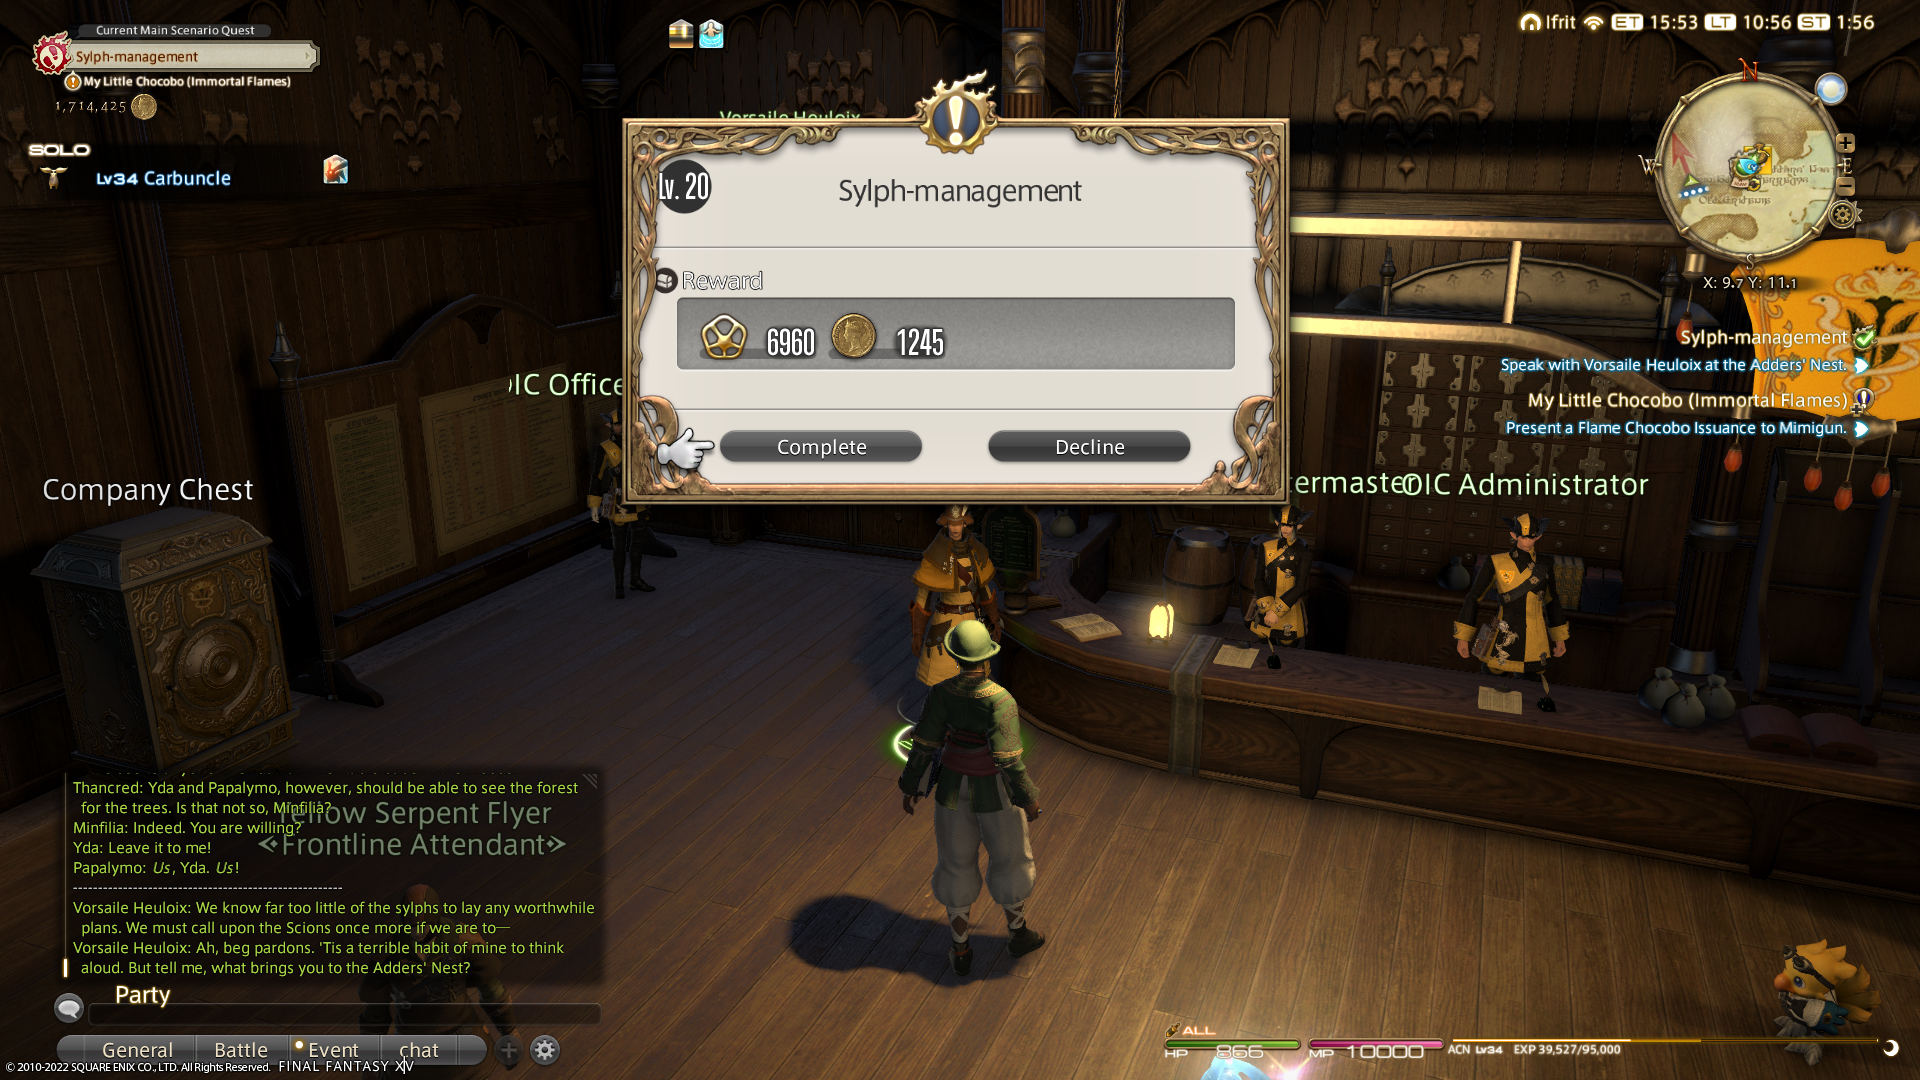 Current Main Scenario Quest
Sylph-management
My Little Chocobo (Immortal Flames)
1,714,425
SOLO
Lv34 Carbuncle
Ifrit ET 15:53 LT 10:56 ST 1:56
N
W
E
S
X: 9.7 Y: 11.1
Sylph-management
Speak with Vorsaile Heuloix at the Adders' Nest.
My Little Chocobo (Immortal Flames)
Present a Flame Chocobo Issuance to Mimigun.
Vorsaile Heuloix
Lv. 20
Sylph-management
Reward
6960
1245
Complete
Decline
OIC Office
termaster
OIC Administrator
Company Chest
Thancred: Yda and Papalymo, however, should be able to see the forest
for the trees. Is that not so, Minfilia?
Minfilia: Indeed. You are willing?
Yda: Leave it to me!
Papalymo: Us, Yda. Us!
------------------------------------------------------
Vorsaile Heuloix: We know far too little of the sylphs to lay any worthwhile
plans. We must call upon the Scions once more if we are to—
Vorsaile Heuloix: Ah, beg pardons. 'Tis a terrible habit of mine to think
aloud. But tell me, what brings you to the Adders' Nest?
Yellow Serpent Flyer
Frontline Attendant
Party
General
Battle
Event
chat
© 2010-2022 SQUARE ENIX CO., LTD. All Rights Reserved. FINAL FANTASY XIV
ALL
HP 866
MP 10000
ACN Lv34 EXP 39,527/95,000